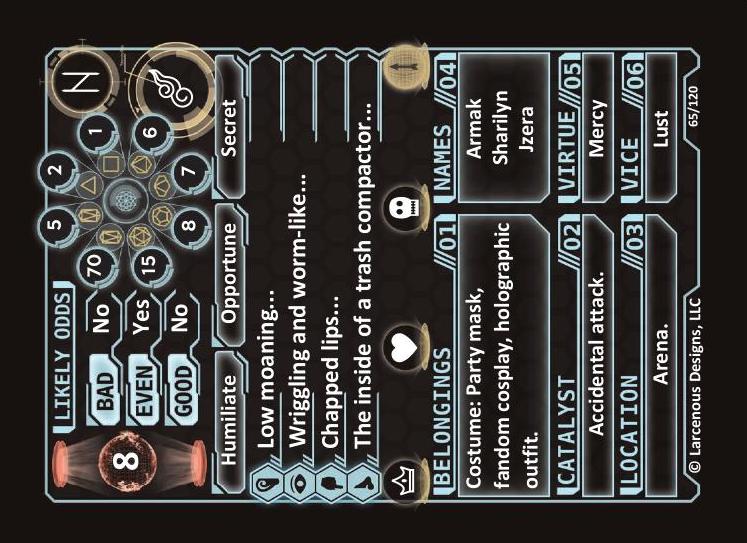 8
LIKELY ODDS
BAD No
EVEN Yes
GOOD No
5
2
1
6
7
8
15
70
N
Humiliate
Opportune
Secret
Low moaning...
Wriggling and worm-like...
Chapped lips...
The inside of a trash compactor...
BELONGINGS //01
Costume: Party mask,
fandom cosplay, holographic
outfit.
CATALYST //02
Accidental attack.
LOCATION //03
Arena.
NAMES //04
Armak
Sharilyn
Jzera
VIRTUE //05
Mercy
VICE //06
Lust
© Larcenous Designs, LLC
65/120